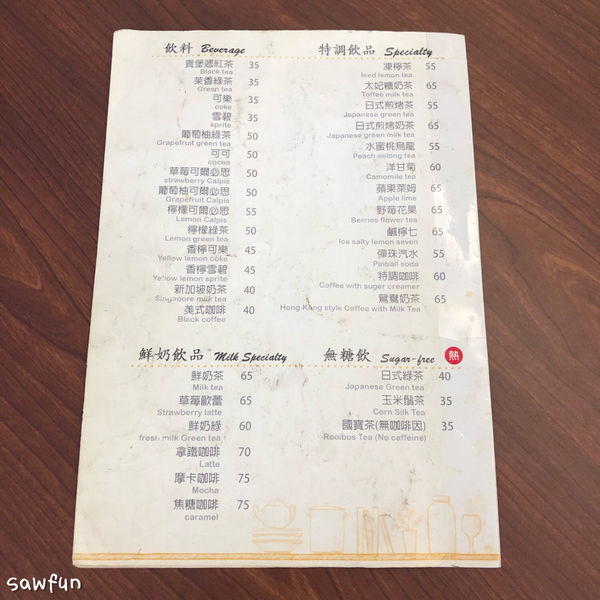 飲料 Beverage
貴堡遜紅茶 35
Black tea
茉香綠茶 35
Green tea
可樂 35
coke
雪碧 35
sprite
葡萄柚綠茶 50
Grapefruit green tea
可可 50
cocoa
草莓可爾必思 50
strawberry Calpis
葡萄柚可爾必思 50
Grapefruit Calpis
檸檬可爾必思 55
Lemon Calpis
檸檬綠茶 50
Lemon green tea
香檸可樂 45
Yellow lemon coke
香檸雪碧 45
Yellow lemon sprite
新加坡奶茶 40
Singapore milk tea
美式咖啡 40
Black coffee
特調飲品 Specialty
凍檸茶 55
Iced lemon tea
太妃糖奶茶 65
Toffee milk tea
日式煎烤茶 55
Japanese green tea
日式煎烤奶茶 65
Japanese green milk tea
水蜜桃烏龍 55
Peach oolong tea
洋甘菊 60
Camomile tea
蘋果萊姆 65
Apple lime
野莓花果 65
Berries flower tea
鹹檸七 65
Ice salty lemon seven
彈珠汽水 55
Pinball soda
特調咖啡 60
Coffee with suger creamer
鴛鴦奶茶 65
Hong Kong style Coffee with Milk Tea
鮮奶飲品 Milk Specialty
鮮奶茶 65
Milk tea
草莓歐蕾 65
Strawberry latte
鮮奶綠 60
fresh milk Green tea
拿鐵咖啡 70
Latte
摩卡咖啡 75
Mocha
焦糖咖啡 75
caramel
無糖飲 Sugar-free 熱
日式綠茶 40
Japanese Green tea
玉米鬚茶 35
Corn Silk Tea
國寶茶(無咖啡因) 35
Rooibos Tea (No caffeine)
sawfun